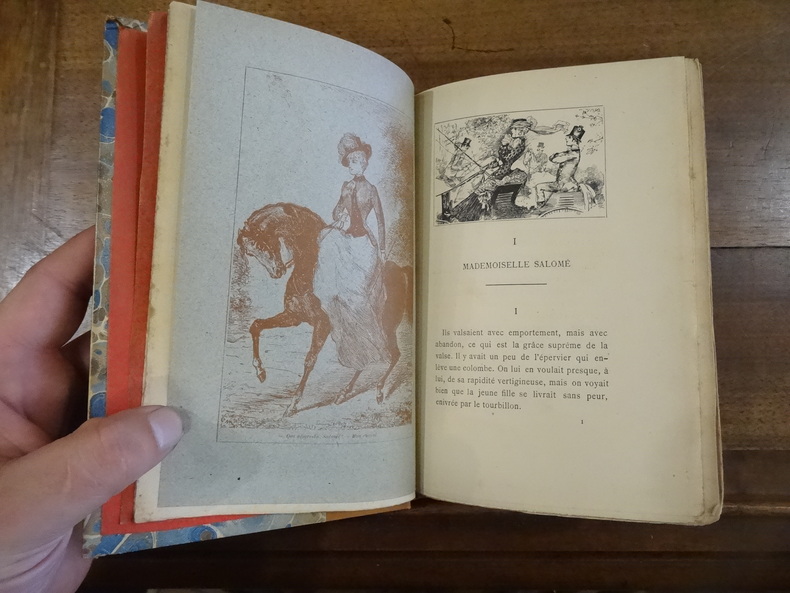 I
MADEMOISELLE SALOMÉ
I
Ils valsaient avec emportement, mais avec
abandon, ce qui est la grâce suprême de la
valse. Il y avait un peu de l'épervier qui en-
lève une colombe. On lui en voulait presque, à
lui, de sa rapidité vertigineuse, mais on voyait
bien que la jeune fille se livrait sans peur,
enivrée par le tourbillon.
1